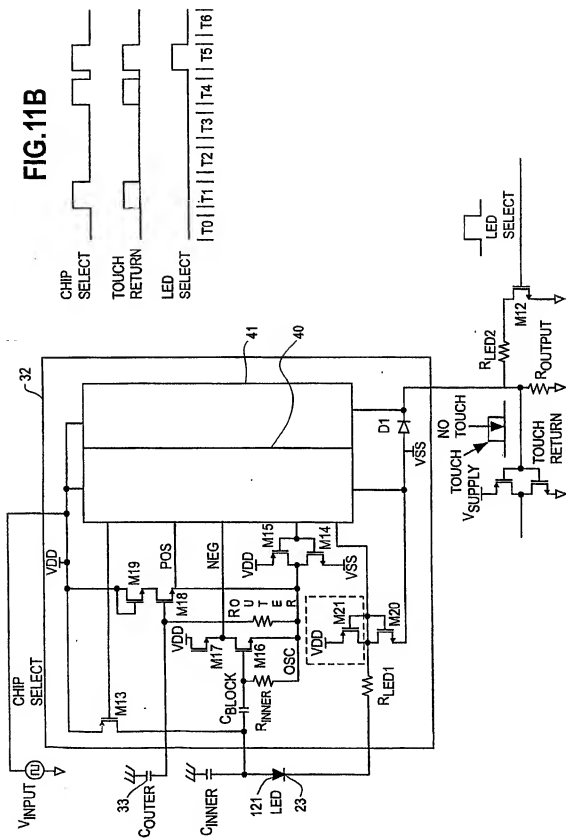 FIG.11B
CHIP SELECT
TOUCH RETURN
LED SELECT
T0 T1 T2 T3 T4 T5 T6
32
41
40
VINPUT
CHIP SELECT
VDD
M13
M19
M18
POS
33
COUTER
ROUTER
VDD
M17
M16
NEG
CINNER
CBLOCK
RINNER
OSC
VDD
M15
M14
VSS
121
LED
23
RLED1
VDD
M21
M20
D1
VSS
TOUCH
NO TOUCH
VSUPPLY
TOUCH RETURN
RLED2
ROUTPUT
M12
LED SELECT